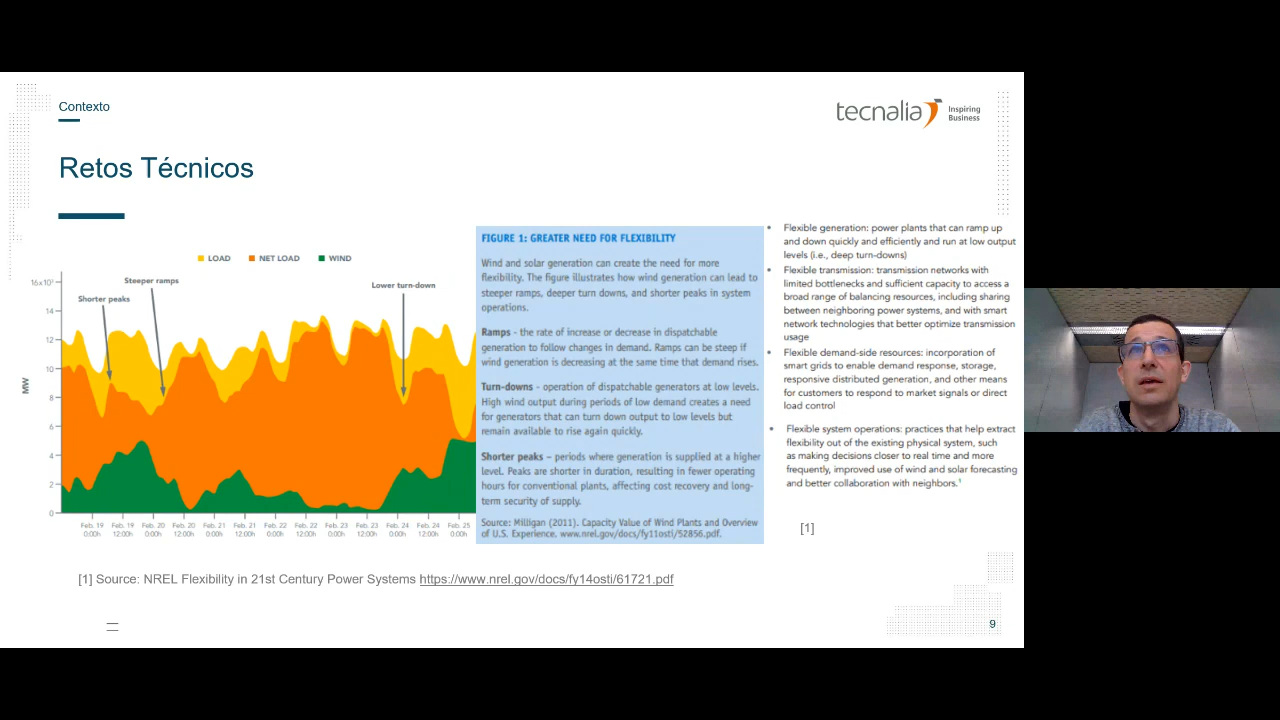 Contexto
tecnalia Inspiring
Business
Retos Técnicos
LOAD NET LOAD WIND
16x10³
14
12
10
8
6
4
2
0
MW
Shorter peaks
Steeper ramps
Lower turn-down
Feb. 19 Feb. 19 Feb. 20 Feb. 20 Feb. 21 Feb. 21 Feb. 22 Feb. 22 Feb. 23 Feb. 23 Feb. 24 Feb. 24 Feb. 25
0:00h 12:00h 0:00h 12:00h 0:00h 12:00h 0:00h 12:00h 0:00h 12:00h 0:00h 12:00h 0:00h
FIGURE 1: GREATER NEED FOR FLEXIBILITY
Wind and solar generation can create the need for more
flexibility. The figure illustrates how wind generation can lead to
steeper ramps, deeper turn downs, and shorter peaks in system
operations.
Ramps - the rate of increase or decrease in dispatchable
generation to follow changes in demand. Ramps can be steep if
wind generation is decreasing at the same time that demand rises.
Turn-downs - operation of dispatchable generators at low levels.
High wind output during periods of low demand creates a need
for generators that can turn down output to low levels but
remain available to rise again quickly.
Shorter peaks – periods where generation is supplied at a higher
level. Peaks are shorter in duration, resulting in fewer operating
hours for conventional plants, affecting cost recovery and long-
term security of supply.
Source: Milligan (2011). Capacity Value of Wind Plants and Overview
of U.S. Experience, www.nrel.gov/docs/fy11osti/52856.pdf.
• Flexible generation: power plants that can ramp up
and down quickly and efficiently and run at low output
levels (i.e., deep turn-downs)
• Flexible transmission: transmission networks with
limited bottlenecks and sufficient capacity to access a
broad range of balancing resources, including sharing
between neighboring power systems, and with smart
network technologies that better optimize transmission
usage
• Flexible demand-side resources: incorporation of
smart grids to enable demand response, storage,
responsive distributed generation, and other means
for customers to respond to market signals or direct
load control
• Flexible system operations: practices that help extract
flexibility out of the existing physical system, such
as making decisions closer to real time and more
frequently, improved use of wind and solar forecasting
and better collaboration with neighbors.¹
[1]
[1] Source: NREL Flexibility in 21st Century Power Systems https://www.nrel.gov/docs/fy14osti/61721.pdf
9